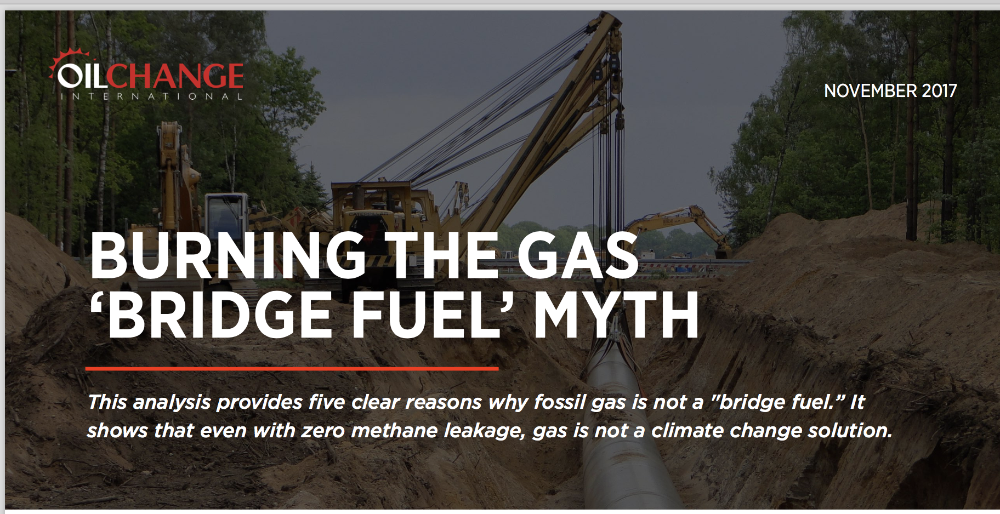 OILCHANGE
INTERNATIONAL
NOVEMBER 2017
CATERPILLAR
BURNING THE GAS
‘BRIDGE FUEL’ MYTH
This analysis provides five clear reasons why fossil gas is not a "bridge fuel.” It
shows that even with zero methane leakage, gas is not a climate change solution.